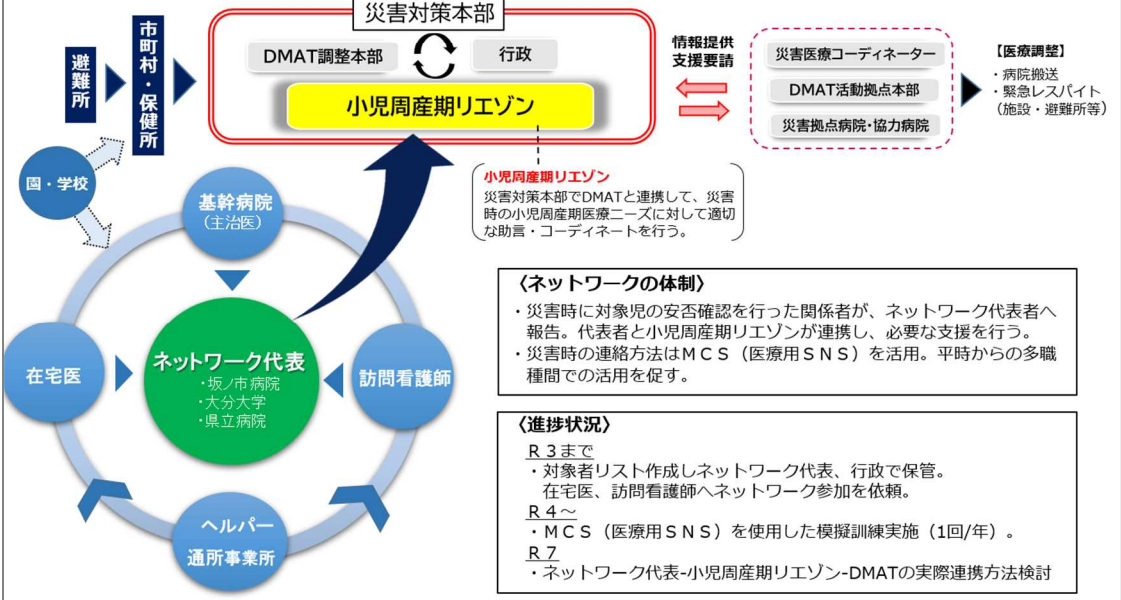 災害対策本部
DMAT調整本部
行政
小児周産期リエゾン
避難所
市町村・保健所
情報提供
支援要請
災害医療コーディネーター
DMAT活動拠点本部
災害拠点病院・協力病院
【医療調整】
・病院搬送
・緊急レスパイト
(施設・避難所等)
小児周産期リエゾン
災害対策本部でDMATと連携して、災害
時の小児周産期医療ニーズに対して適切
な助言・コーディネートを行う。
園・学校
基幹病院
(主治医)
在宅医
ネットワーク代表
・坂ノ市病院
・大分大学
・県立病院
訪問看護師
ヘルパー
通所事業所
〈ネットワークの体制〉
・災害時に対象児の安否確認を行った関係者が、ネットワーク代表者へ
報告。代表者と小児周産期リエゾンが連携し、必要な支援を行う。
・災害時の連絡方法はＭＣＳ（医療用ＳＮＳ）を活用。平時からの多職
種間での活用を促す。
〈進捗状況〉
Ｒ３まで
・対象者リスト作成しネットワーク代表、行政で保管。
在宅医、訪問看護師へネットワーク参加を依頼。
Ｒ４～
・ＭＣＳ（医療用ＳＮＳ）を使用した模擬訓練実施（1回/年）。
Ｒ７
・ネットワーク代表-小児周産期リエゾン-DMATの実際連携方法検討